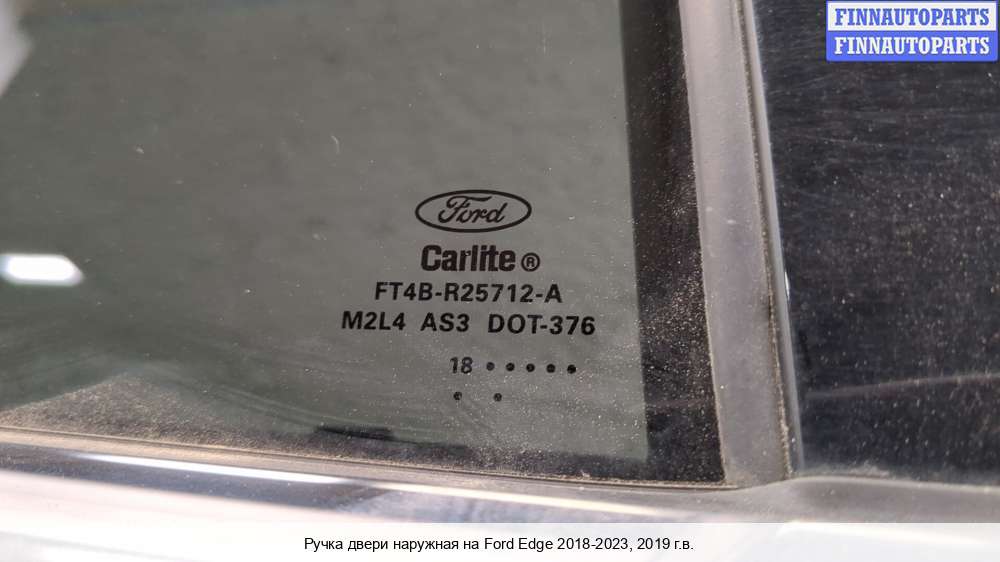 FINNAUTOPARTS
FINNAUTOPARTS
Ford
Carlite®
FT4B-R25712-A
M2L4 AS3 DOT-376
18 •••••
• •
Ручка двери наружная на Ford Edge 2018-2023, 2019 г.в.